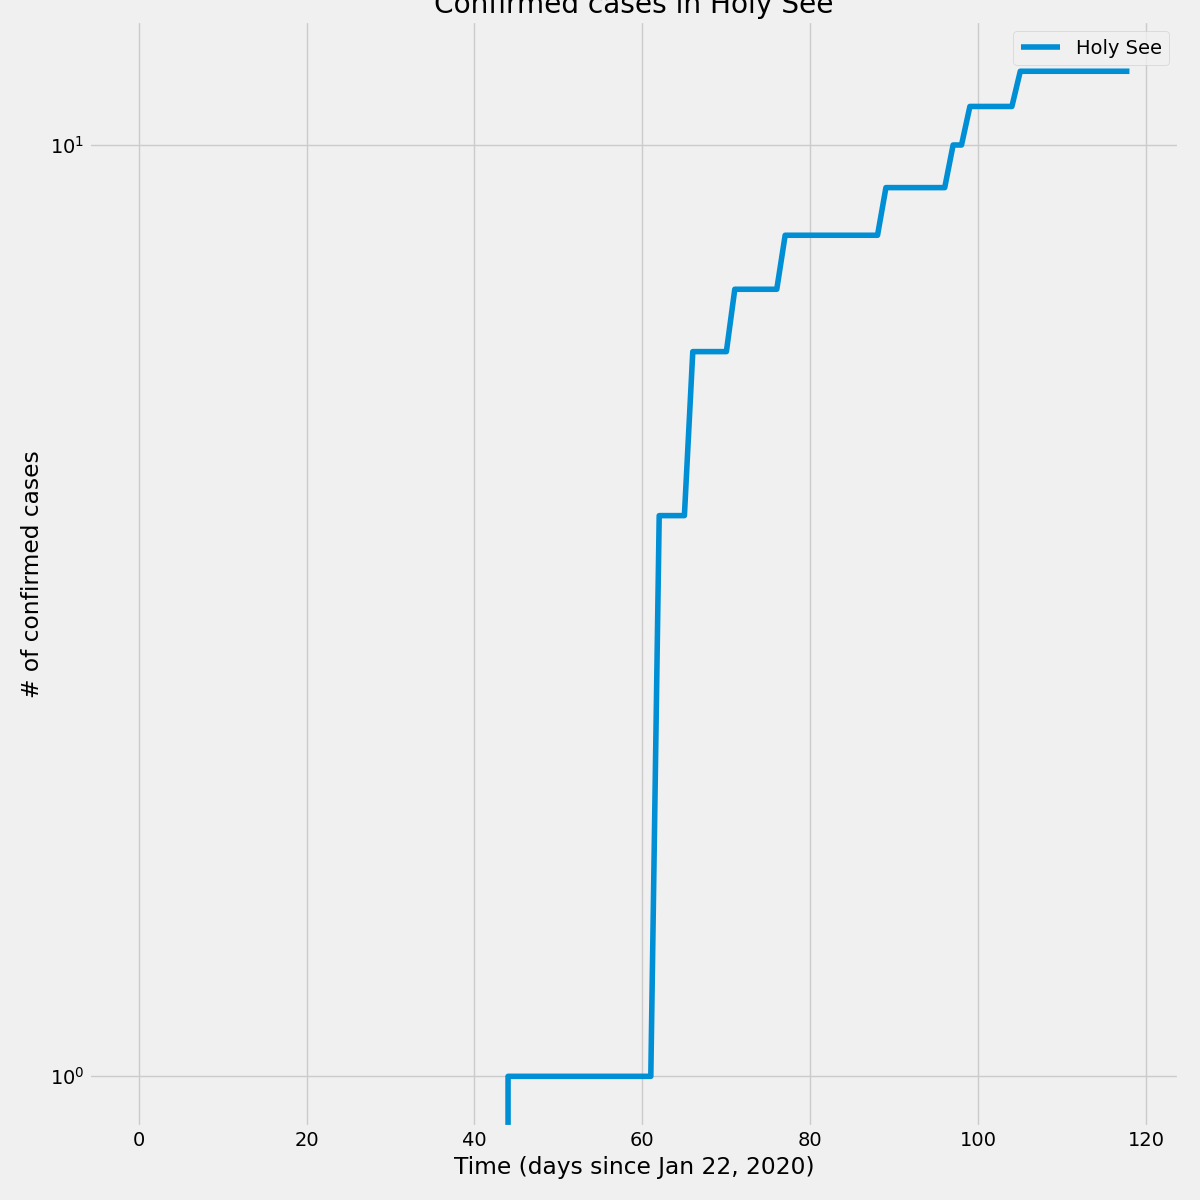 Confirmed cases in Holy See
Holy See
10¹
10⁰
# of confirmed cases
0 20 40 60 80 100 120
Time (days since Jan 22, 2020)